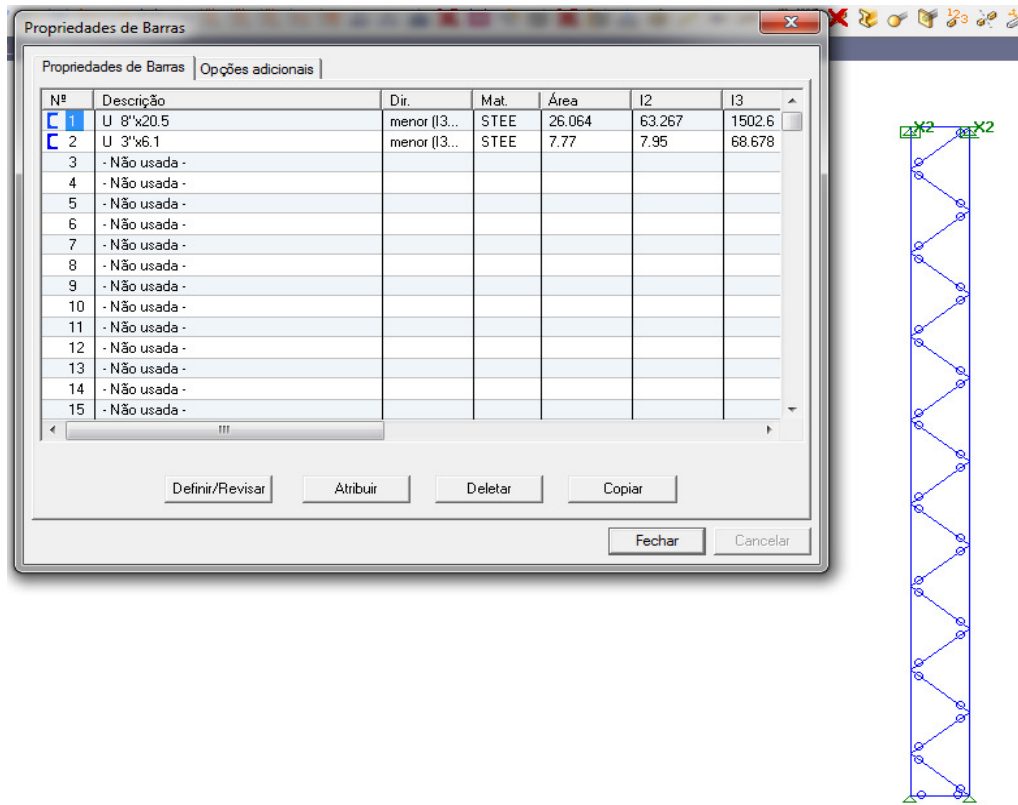 Propriedades de Barras
Propriedades de Barras Opções adicionais
Nº Descrição Dir. Mat. Área I2 I3
1 U 8"x20.5 menor (I3... STEE 26.064 63.267 1502.6
2 U 3"x6.1 menor (I3... STEE 7.77 7.95 68.678
3 - Não usada -
4 - Não usada -
5 - Não usada -
6 - Não usada -
7 - Não usada -
8 - Não usada -
9 - Não usada -
10 - Não usada -
11 - Não usada -
12 - Não usada -
13 - Não usada -
14 - Não usada -
15 - Não usada -
Definir/Revisar Atribuir Deletar Copiar
Fechar Cancelar
X2 X2